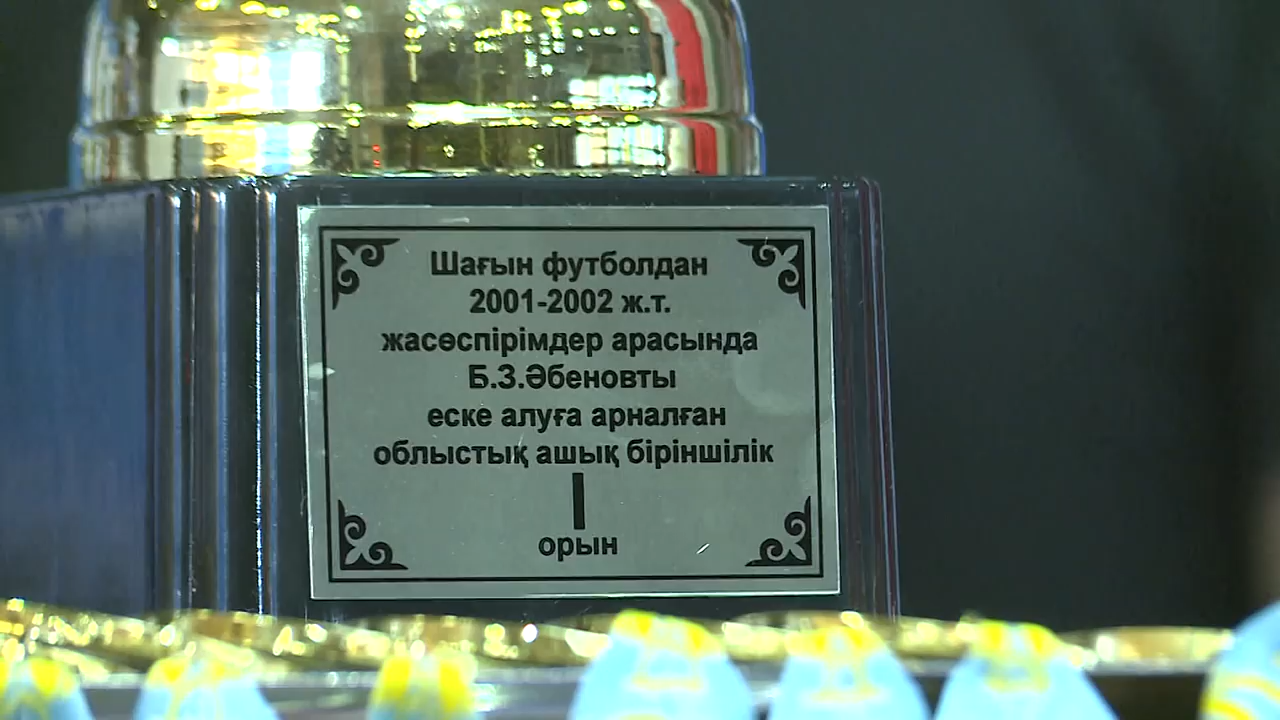 Шағын футболдан
2001-2002 ж.т.
жасөспірімдер арасында
Б.З.Әбеновты
еске алуға арналған
облыстық ашық біріншілік
I
орын